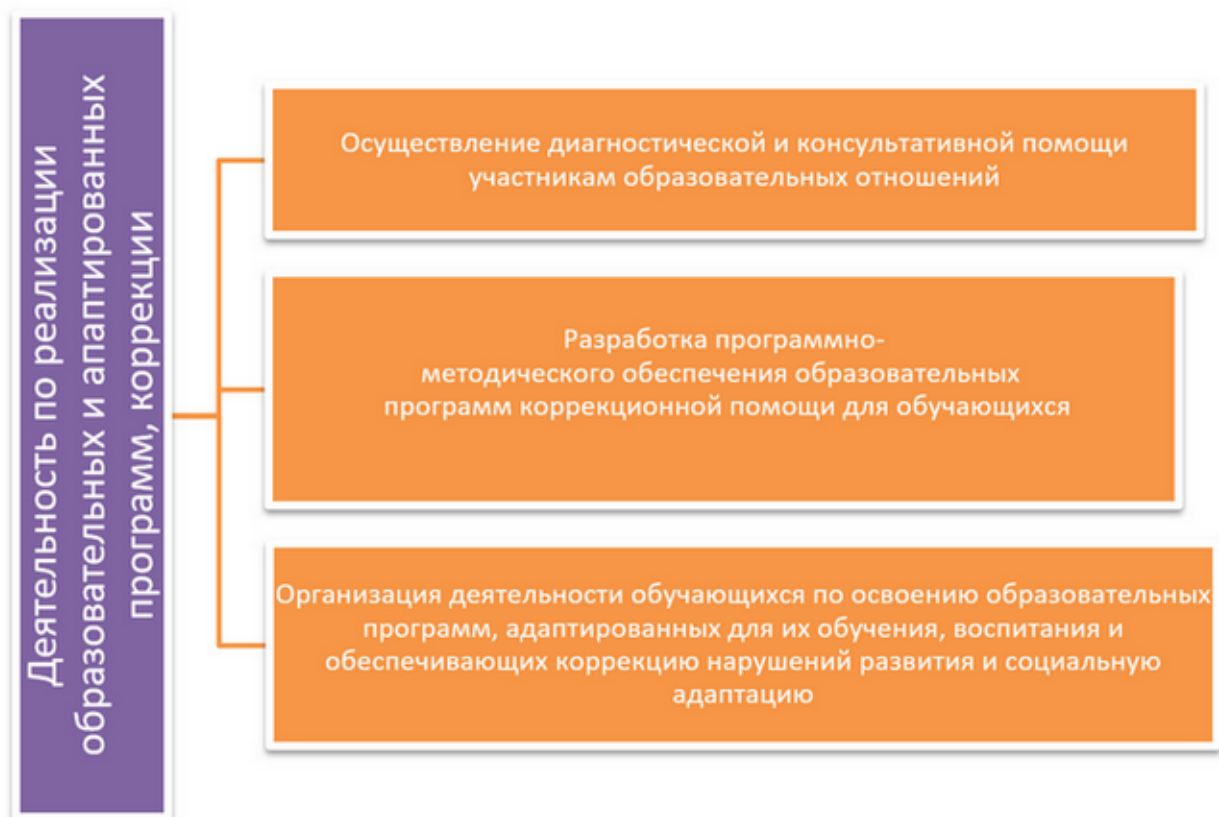 Деятельность по реализации
образовательных и апаптированных
программ, коррекции
Осуществление диагностической и консультативной помощи
участникам образовательных отношений
Разработка программно-
методического обеспечения образовательных
программ коррекционной помощи для обучающихся
Организация деятельности обучающихся по освоению образовательных
программ, адаптированных для их обучения, воспитания и
обеспечивающих коррекцию нарушений развития и социальную
адаптацию